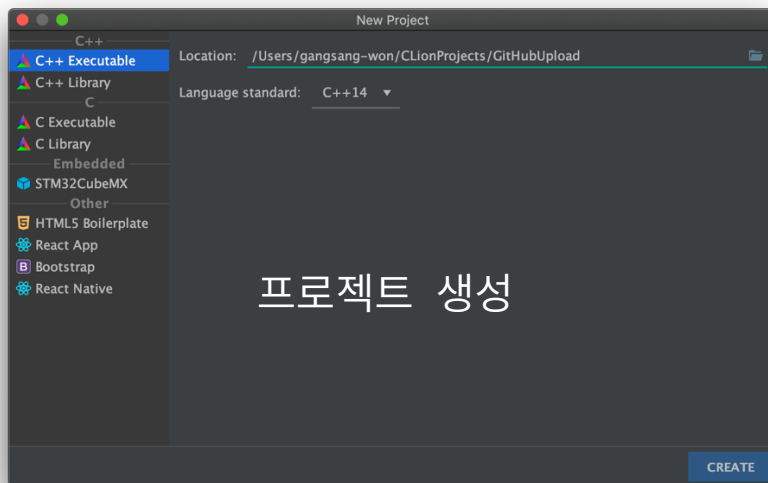 New Project
C++
C++ Executable
C++ Library
C
C Executable
C Library
Embedded
STM32CubeMX
Other
HTML5 Boilerplate
React App
Bootstrap
React Native
Location: /Users/gangsang-won/CLionProjects/GitHubUpload
Language standard: C++14
프로젝트 생성
CREATE